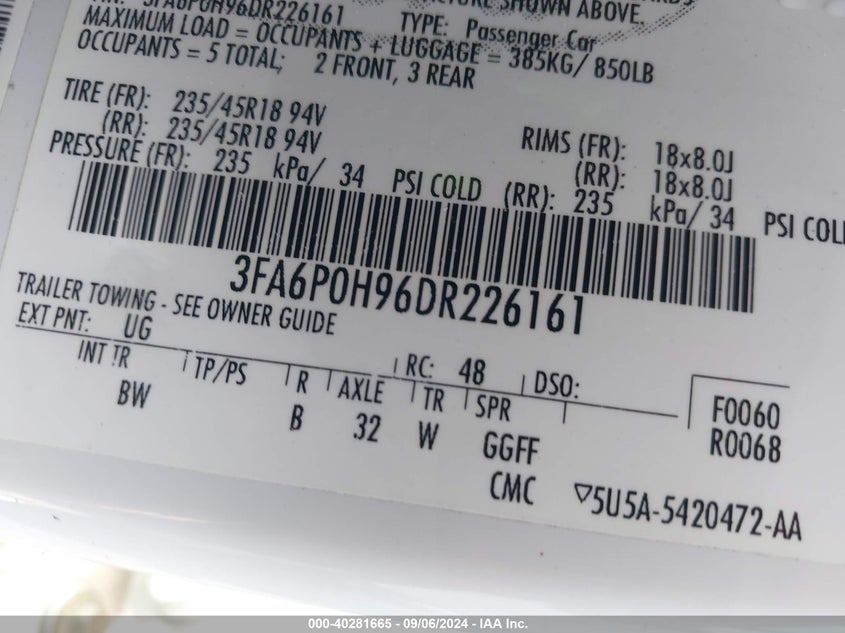 3FA6P0H96DR226161 TYPE: Passenger Car
SHOWN ABOVE.
MAXIMUM LOAD = OCCUPANTS + LUGGAGE = 385KG/ 850LB
OCCUPANTS = 5 TOTAL; 2 FRONT, 3 REAR
TIRE (FR): 235/45R18 94V RIMS (FR): 18x8.0J
(RR): 235/45R18 94V (RR): 18x8.0J
PRESSURE (FR): 235 kPa/ 34 PSI COLD (RR): 235 kPa/ 34 PSI COL
3FA6P0H96DR226161
TRAILER TOWING - SEE OWNER GUIDE
EXT PNT: UG RC: 48 DSO:
INT TR TP/PS R AXLE TR SPR F0060
BW B 32 W GGFF R0068
CMC ▽5U5A-5420472-AA
000-40281665 - 09/06/2024 - IAA Inc.